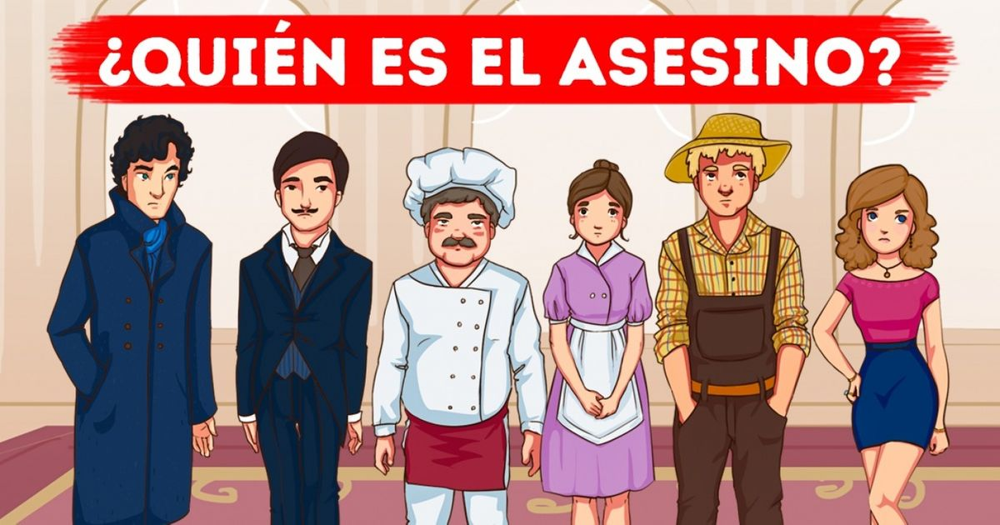 ¿QUIÉN ES EL ASESINO?